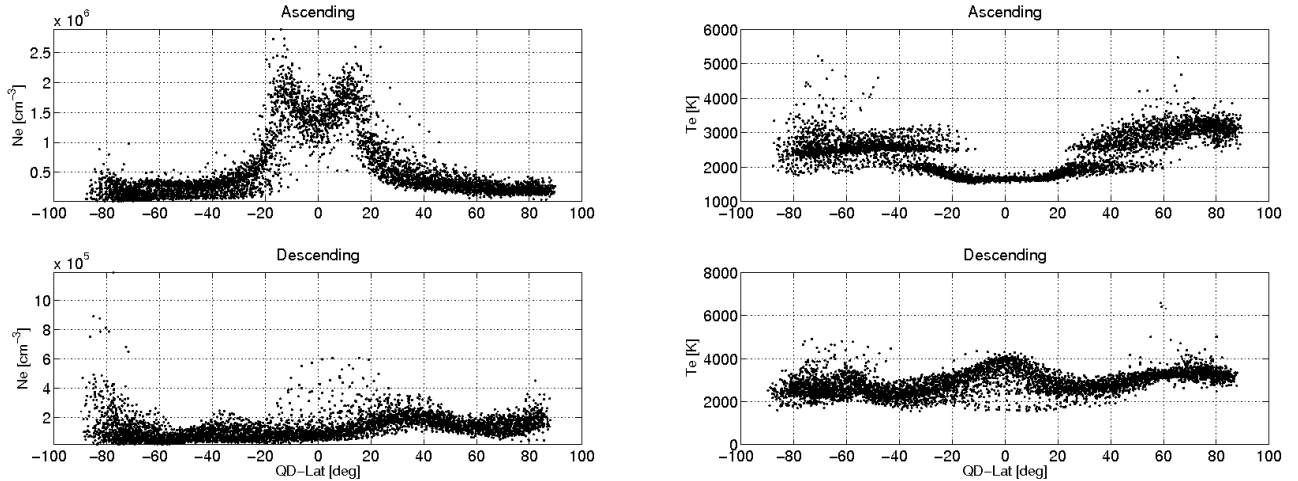 Ascending
x 10^6
Ne [cm^-3]
2.5
2
1.5
1
0.5
−100 −80 −60 −40 −20 0 20 40 60 80 100
Ascending
Te [K]
6000
5000
4000
3000
2000
1000
−100 −80 −60 −40 −20 0 20 40 60 80 100
Descending
x 10^5
Ne [cm^-3]
10
8
6
4
2
−100 −80 −60 −40 −20 0 20 40 60 80 100
QD−Lat [deg]
Descending
Te [K]
8000
6000
4000
2000
0
−100 −80 −60 −40 −20 0 20 40 60 80 100
QD−Lat [deg]